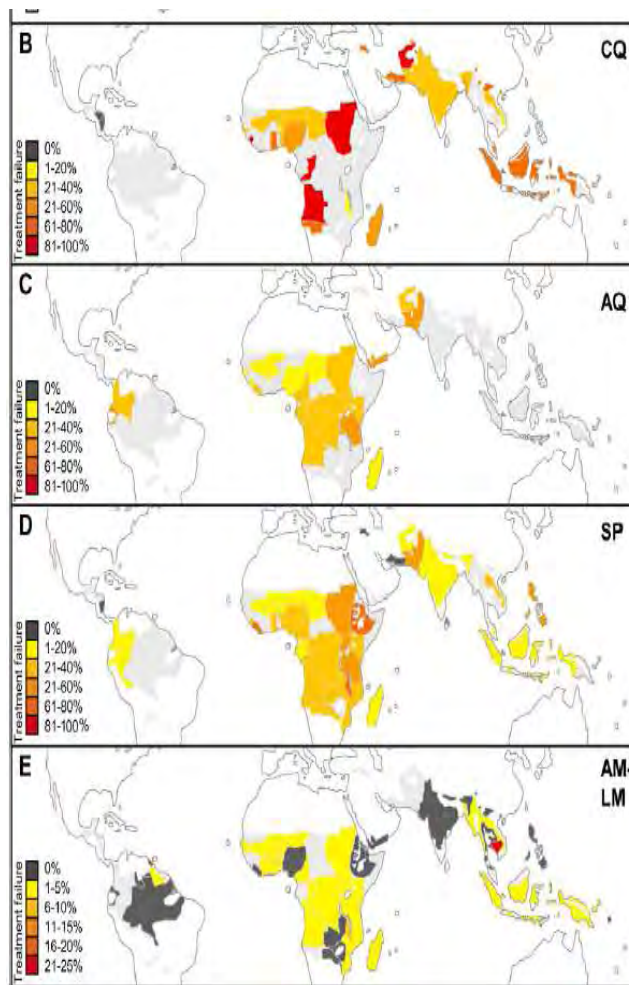 B
CQ
Treatment failure
0%
1-20%
21-40%
21-60%
61-80%
81-100%
C
AQ
Treatment failure
0%
1-20%
21-40%
21-60%
61-80%
81-100%
D
SP
Treatment failure
0%
1-20%
21-40%
21-60%
61-80%
81-100%
E
AM-
LM
Treatment failure
0%
1-5%
6-10%
11-15%
16-20%
21-25%